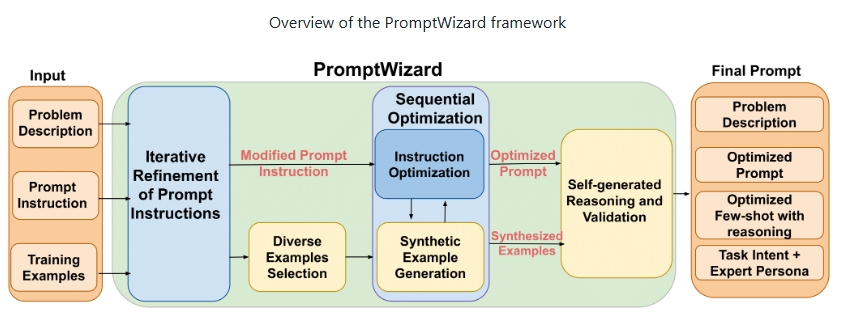 Overview of the PromptWizard framework
Input
Problem
Description
Prompt
Instruction
Training
Examples
PromptWizard
Iterative
Refinement
of Prompt
Instructions
Modified Prompt
Instruction
Diverse
Examples
Selection
Sequential
Optimization
Instruction
Optimization
Synthetic
Example
Generation
Optimized
Prompt
Synthesized
Examples
Self-generated
Reasoning and
Validation
Final Prompt
Problem
Description
Optimized
Prompt
Optimized
Few-shot with
reasoning
Task Intent +
Expert Persona